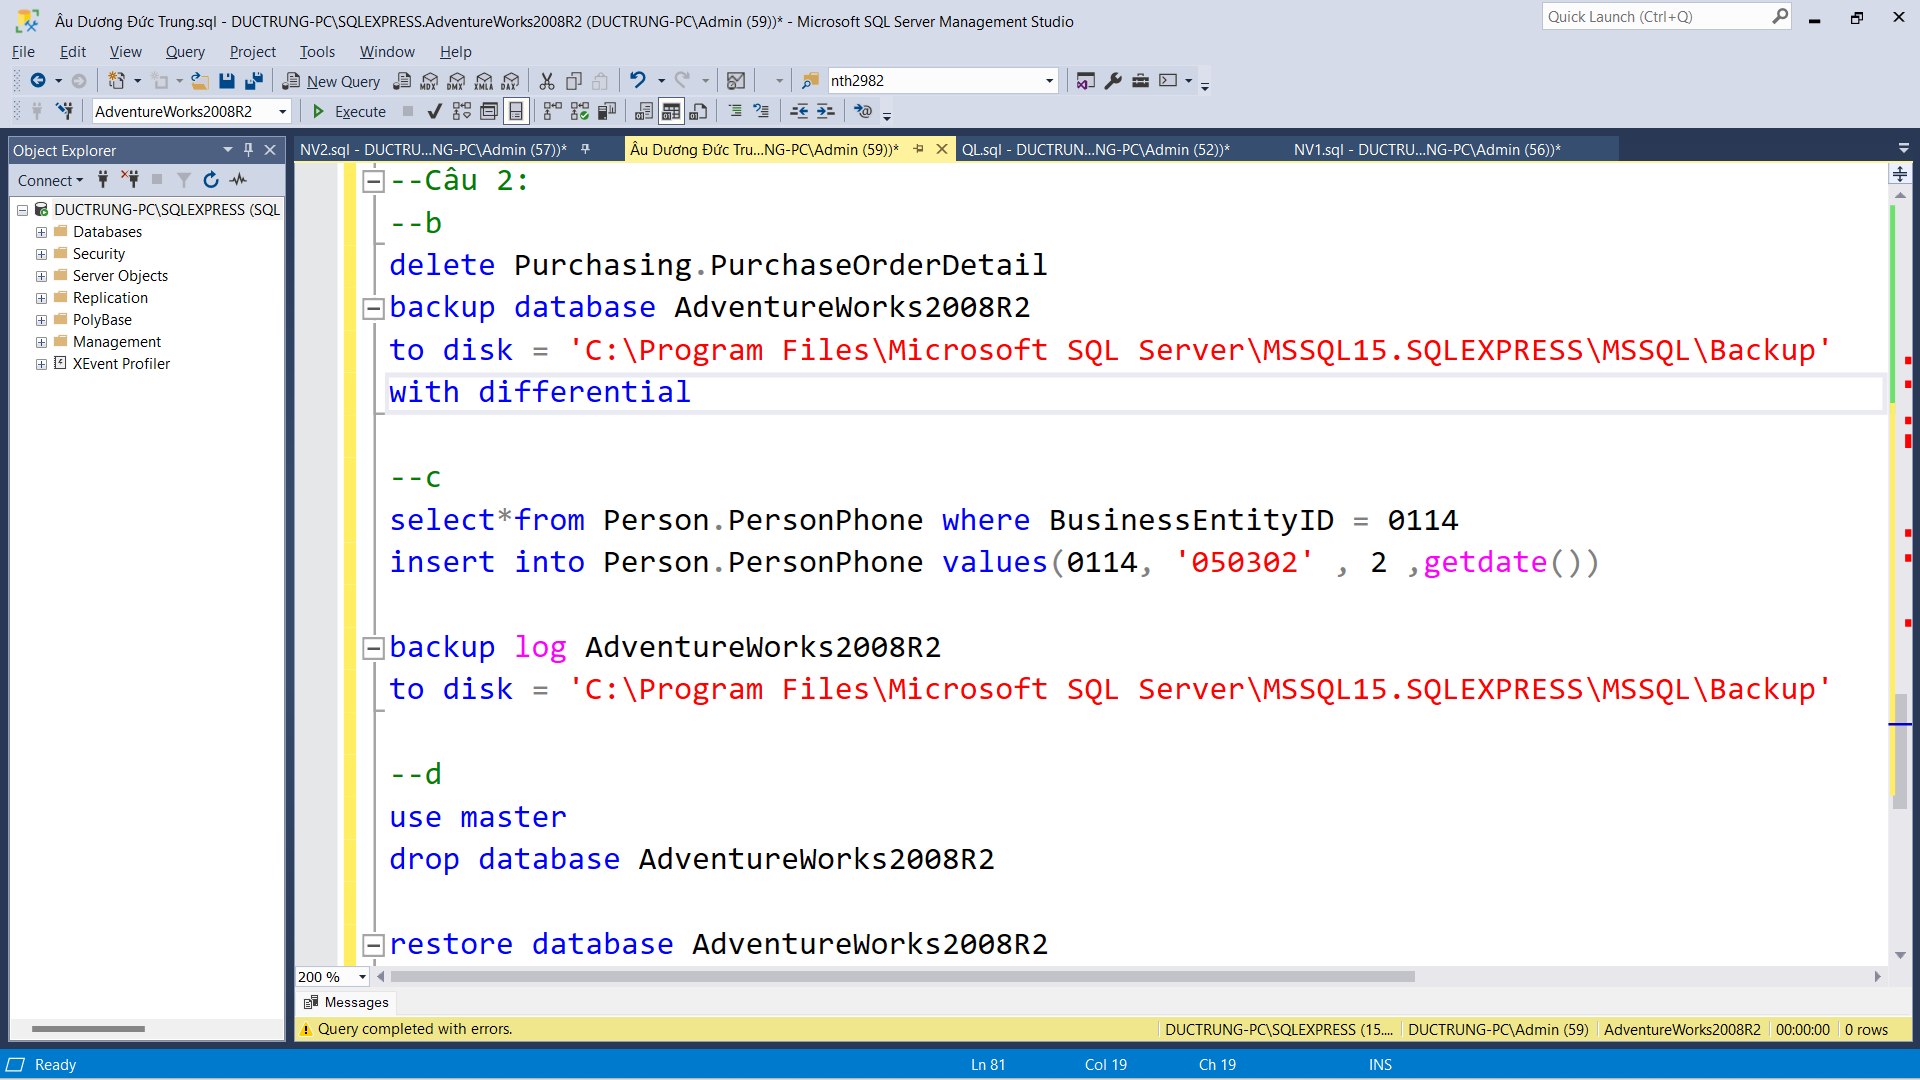 Âu Dương Đức Trung.sql - DUCTRUNG-PC\SQLEXPRESS.AdventureWorks2008R2 (DUCTRUNG-PC\Admin (59))* - Microsoft SQL Server Management Studio
Quick Launch (Ctrl+Q)
File Edit View Query Project Tools Window Help
New Query
MDX DMX XMLA DAX
nth2982
AdventureWorks2008R2
Execute
Object Explorer
NV2.sql - DUCTRU...NG-PC\Admin (57))*
Âu Dương Đức Tru...NG-PC\Admin (59))*
QL.sql - DUCTRUN...NG-PC\Admin (52))*
NV1.sql - DUCTRU...NG-PC\Admin (56))*
Connect
DUCTRUNG-PC\SQLEXPRESS (SQL
Databases
Security
Server Objects
Replication
PolyBase
Management
XEvent Profiler
--Câu 2:
--b
delete Purchasing.PurchaseOrderDetail
backup database AdventureWorks2008R2
to disk = 'C:\Program Files\Microsoft SQL Server\MSSQL15.SQLEXPRESS\MSSQL\Backup'
with differential
--c
select*from Person.PersonPhone where BusinessEntityID = 0114
insert into Person.PersonPhone values(0114, '050302' , 2 ,getdate())
backup log AdventureWorks2008R2
to disk = 'C:\Program Files\Microsoft SQL Server\MSSQL15.SQLEXPRESS\MSSQL\Backup'
--d
use master
drop database AdventureWorks2008R2
restore database AdventureWorks2008R2
200 %
Messages
Query completed with errors.
DUCTRUNG-PC\SQLEXPRESS (15.... DUCTRUNG-PC\Admin (59) AdventureWorks2008R2 00:00:00 0 rows
Ready
Ln 81 Col 19 Ch 19 INS